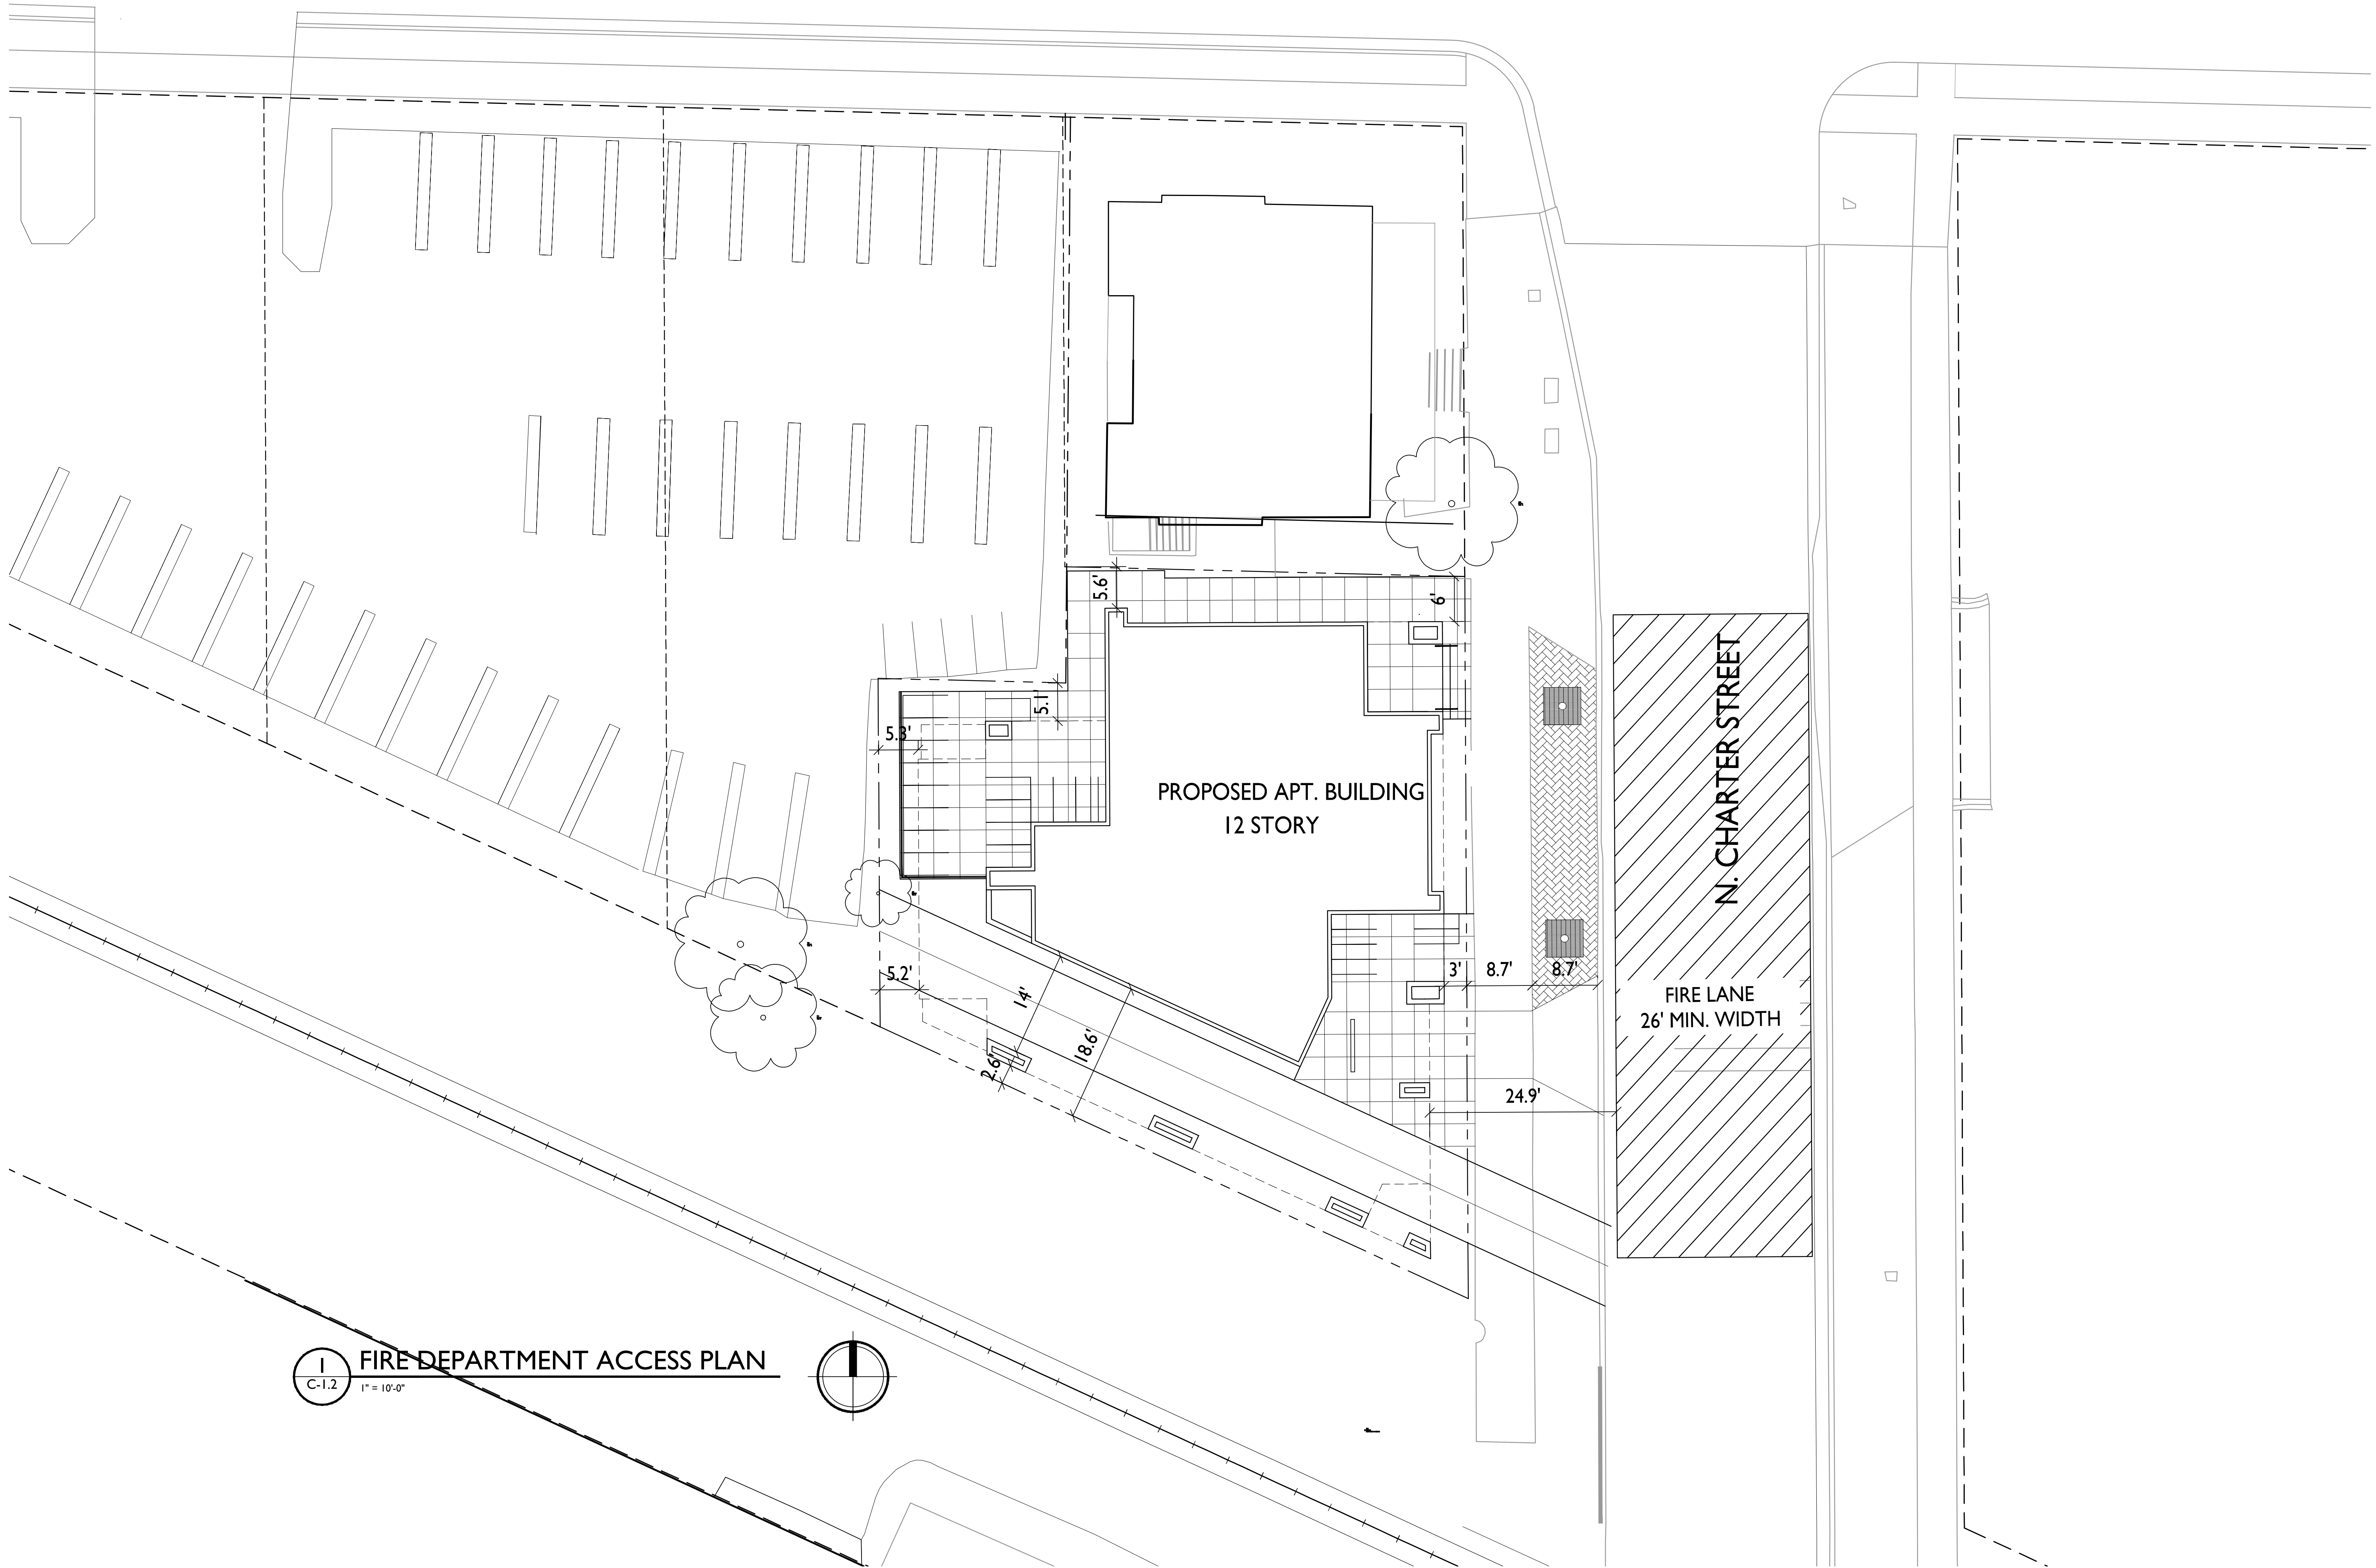 5.6'
6'
5.1'
5.3'
PROPOSED APT. BUILDING
12 STORY
N. CHARTER STREET
5.2'
14'
18.6'
2.6'
3'
8.7'
8.7'
FIRE LANE
26' MIN. WIDTH
24.9'
1
C-1.2
FIRE DEPARTMENT ACCESS PLAN
1" = 10'-0"